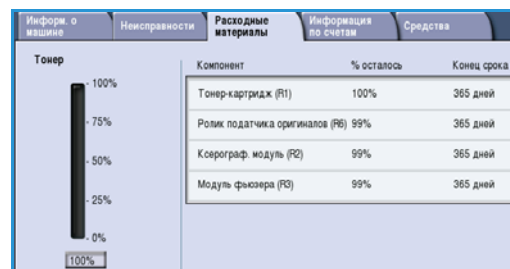 Информ. о машине
Неисправности
Расходные материалы
Информация по счетам
Средства
Тонер
100%
75%
50%
25%
0%
100%
Компонент % осталось Конец срока
Тонер-картридж (R1) 100% 365 дней
Ролик податчика оригиналов (R6) 99% 365 дней
Ксерограф. модуль (R2) 99% 365 дней
Модуль фьюзера (R3) 99% 365 дней